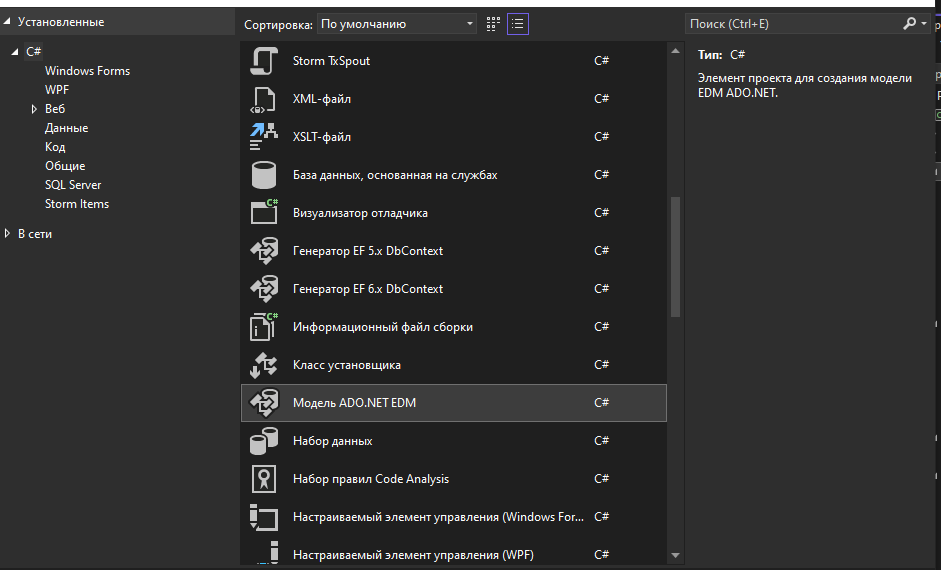 Установленные
C#
Windows Forms
WPF
Веб
Данные
Код
Общие
SQL Server
Storm Items
В сети
Сортировка: По умолчанию
Storm TxSpout C#
XML-файл C#
XSLT-файл C#
База данных, основанная на службах C#
Визуализатор отладчика C#
Генератор EF 5.x DbContext C#
Генератор EF 6.x DbContext C#
Информационный файл сборки C#
Класс установщика C#
Модель ADO.NET EDM C#
Набор данных C#
Набор правил Code Analysis C#
Настраиваемый элемент управления (Windows For... C#
Настраиваемый элемент управления (WPF) C#
Поиск (Ctrl+E)
Тип: C#
Элемент проекта для создания модели
EDM ADO.NET.